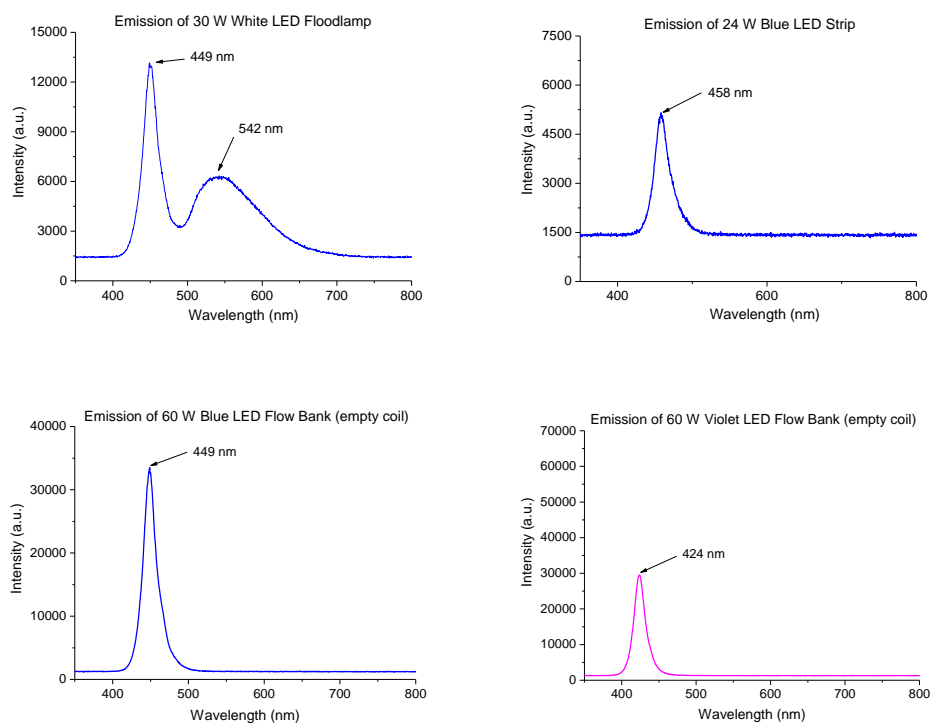 Emission of 30 W White LED Floodlamp
15000
12000
9000
6000
3000
0
Intensity (a.u.)
449 nm
542 nm
400 500 600 700 800
Wavelength (nm)
Emission of 24 W Blue LED Strip
7500
6000
4500
3000
1500
0
Intensity (a.u.)
458 nm
400 600 800
Wavelength (nm)
Emission of 60 W Blue LED Flow Bank (empty coil)
40000
30000
20000
10000
0
Intensity (a.u.)
449 nm
400 500 600 700 800
Wavelength (nm)
Emission of 60 W Violet LED Flow Bank (empty coil)
70000
60000
50000
40000
30000
20000
10000
0
Intensity (a.u.)
424 nm
400 500 600 700 800
Wavelength (nm)